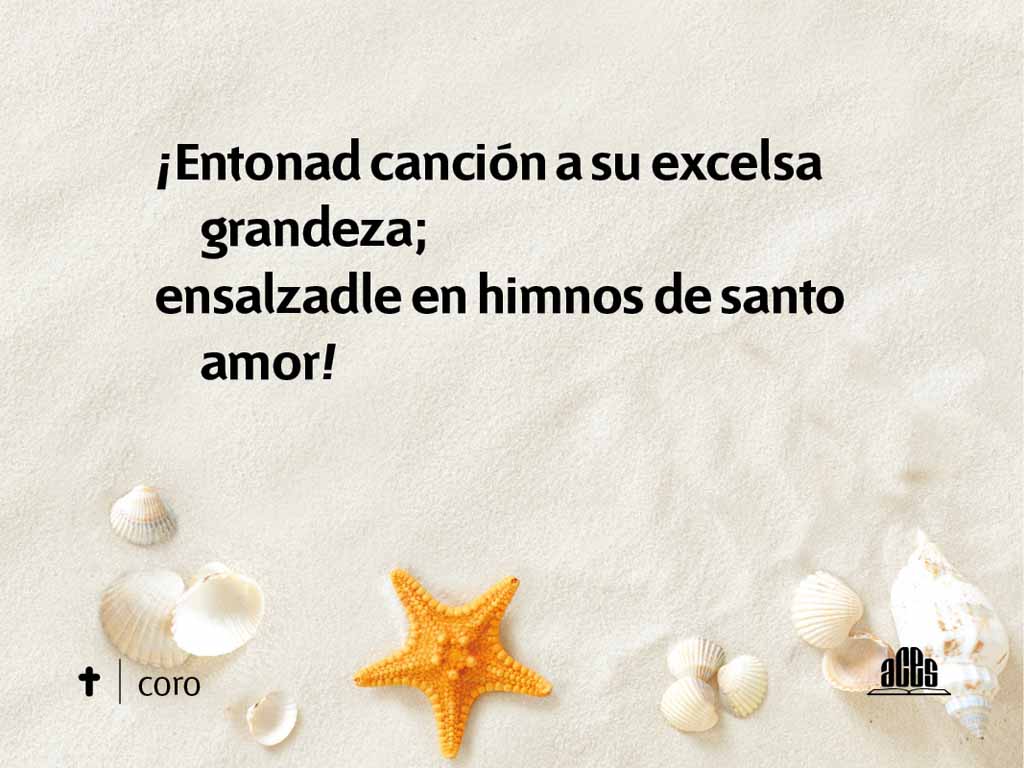 ¡Entonad canción a su excelsa
grandeza;
ensalzadle en himnos de santo
amor!
coro
aces